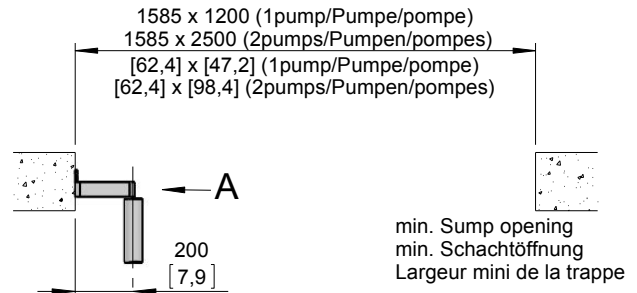 1585 x 1200 (1pump/Pumpe/pompe)
1585 x 2500 (2pumps/Pumpen/pompes)
[62,4] x [47,2] (1pump/Pumpe/pompe)
[62,4] x [98,4] (2pumps/Pumpen/pompes)
A
200
[7,9]
min. Sump opening
min. Schachtöffnung
Largeur mini de la trappe